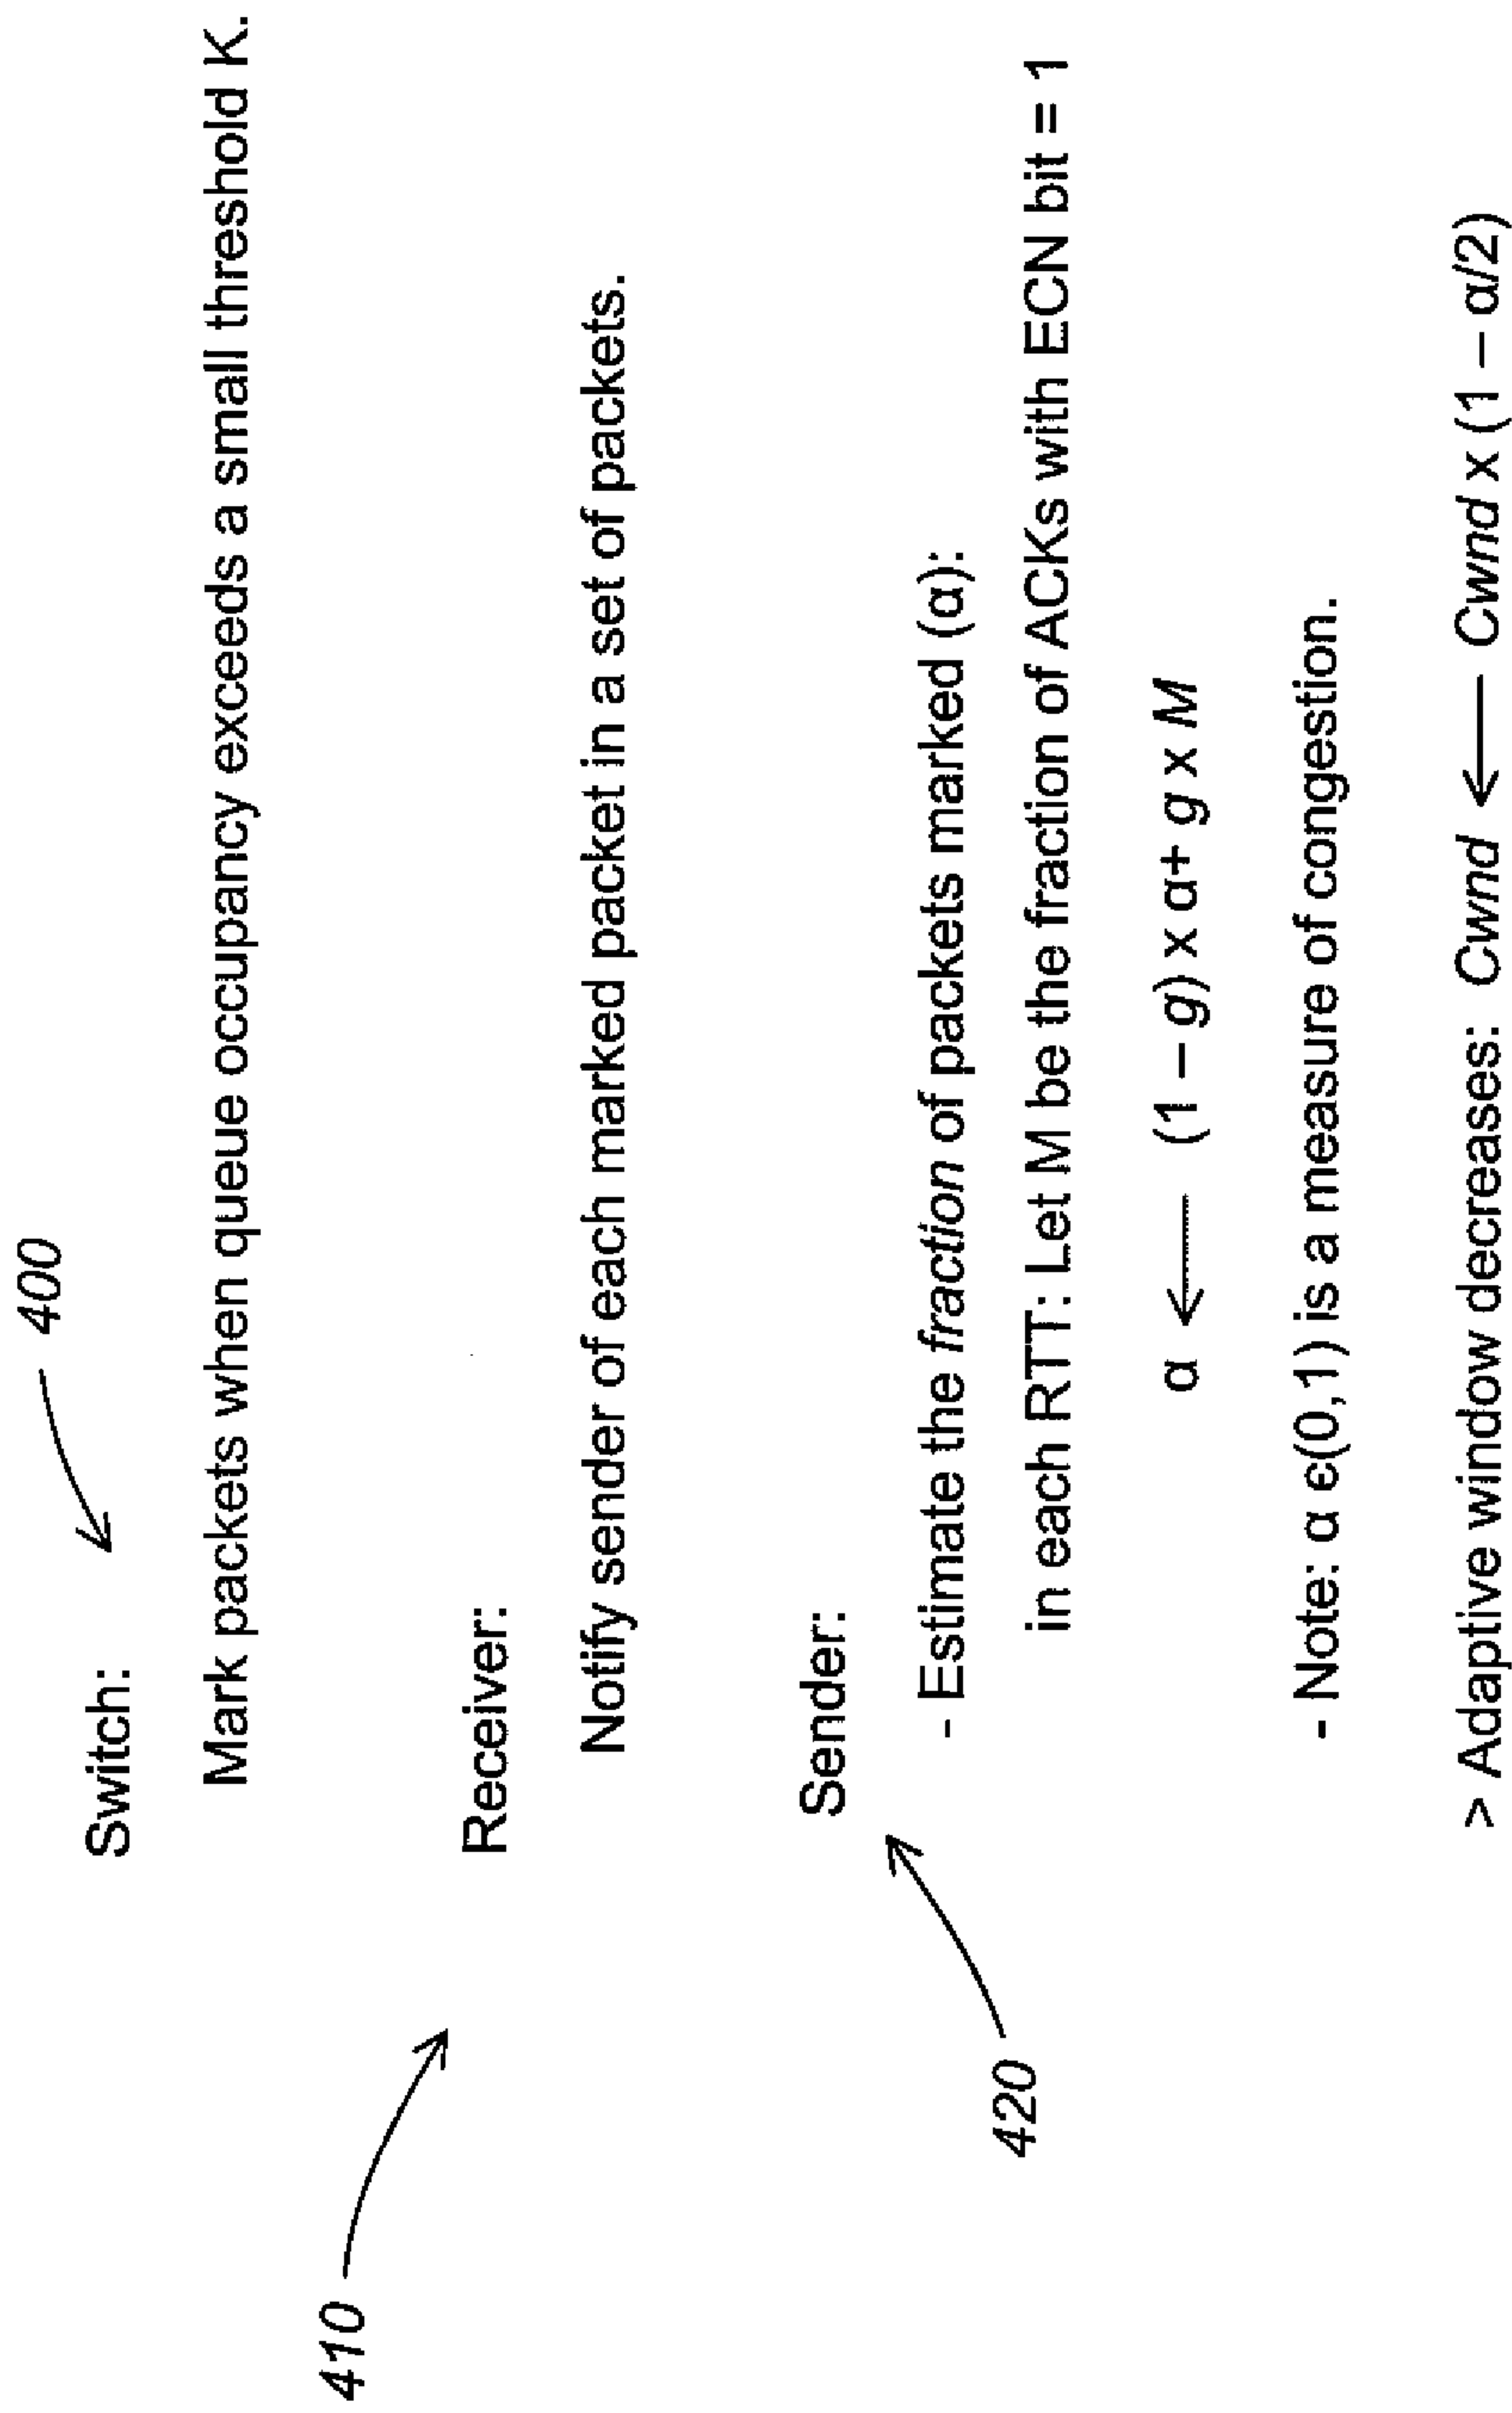 400
Switch:
Mark packets when queue occupancy exceeds a small threshold K.
410
Receiver:
Notify sender of each marked packet in a set of packets.
Sender:
420
- Estimate the fraction of packets marked (α):
in each RTT: Let M be the fraction of ACKs with ECN bit = 1
α ← (1 – g) x α+ g x M
- Note: α ϵ(0,1) is a measure of congestion.
> Adaptive window decreases: Cwnd ← Cwnd x (1 – α/2)